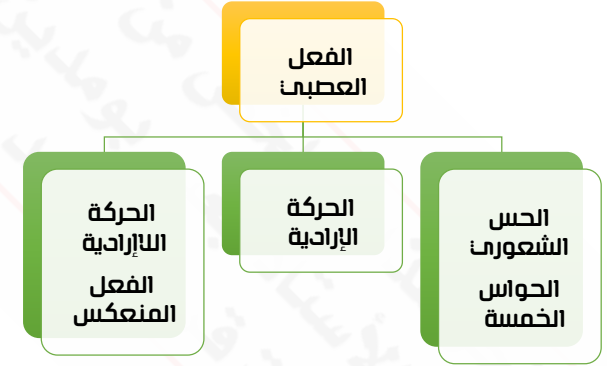 الفعل
العصبي
الحس
الشعوري
الحواس
الخمسة
الحركة
الإرادية
الحركة
اللاإرادية
الفعل
المنعكس